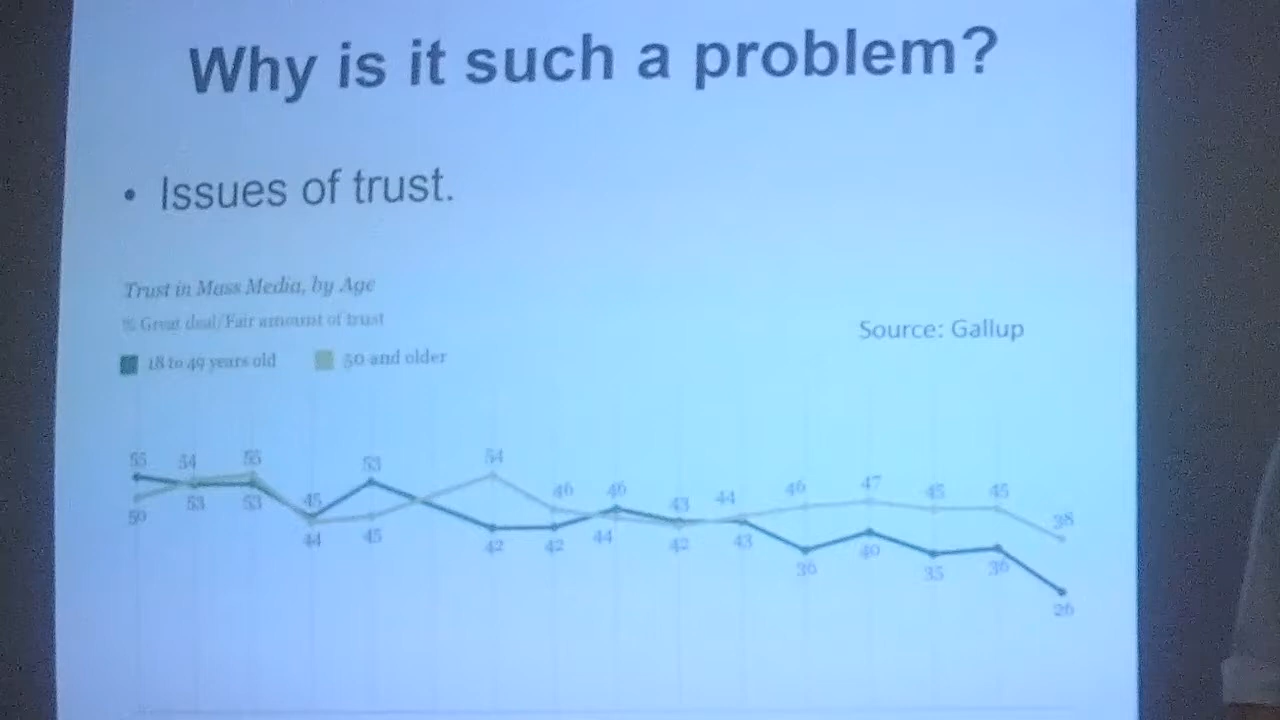 Why is it such a problem?
• Issues of trust.
Trust in Mass Media, by Age
% Great deal/Fair amount of trust
Source: Gallup
18 to 49 years old 50 and older
55 54 55 45 53 54 46 46 43 44 46 47 45 45 38
50 53 53 44 45 42 42 44 42 43 36 40 35 36 26